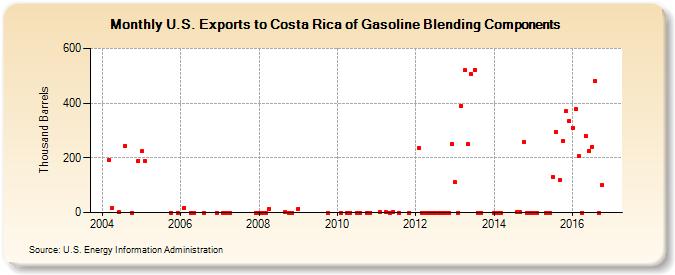 Monthly U.S. Exports to Costa Rica of Gasoline Blending Components
Thousand Barrels
600
400
200
0
2004 2006 2008 2010 2012 2014 2016
Source: U.S. Energy Information Administration